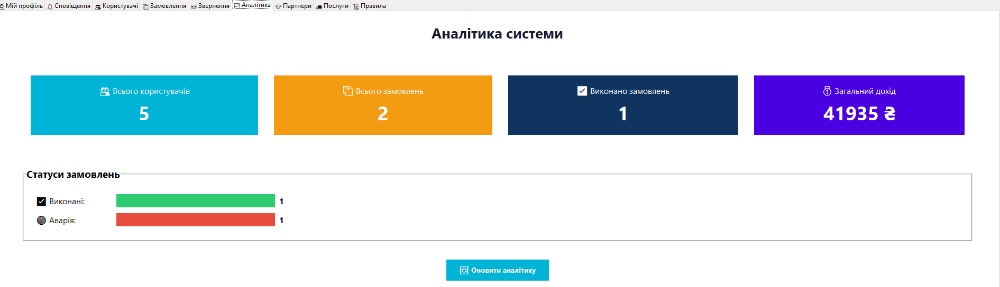 Мій профіль Сповіщення Користувачі Замовлення Звернення Аналітика Партнери Послуги Правила
Аналітика системи
Всього користувачів
5
Всього замовлень
2
Виконано замовлень
1
Загальний дохід
41935 ₴
Статуси замовлень
Виконані: 1
Аварія: 1
Оновити аналітику